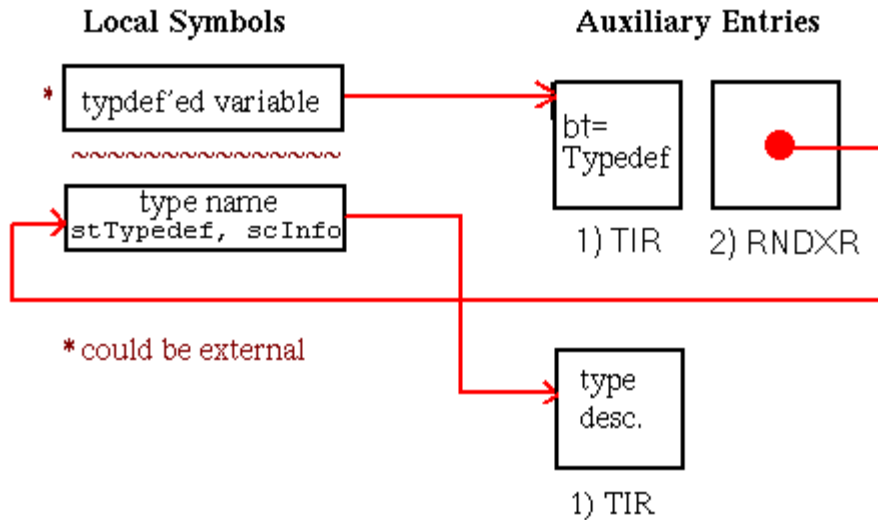 Local Symbols
Auxiliary Entries
* typdef'ed variable
bt=
Typedef
~~~~~~~~~~~~~~~
type name
stTypedef, scInfo
1) TIR
2) RNDXR
* could be external
type
desc.
1) TIR